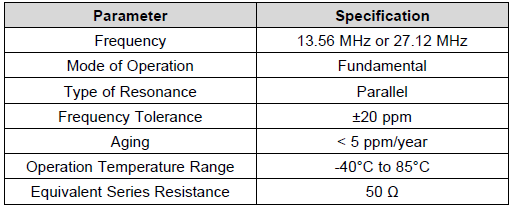 Parameter Specification
Frequency 13.56 MHz or 27.12 MHz
Mode of Operation Fundamental
Type of Resonance Parallel
Frequency Tolerance ±20 ppm
Aging < 5 ppm/year
Operation Temperature Range -40°C to 85°C
Equivalent Series Resistance 50 Ω